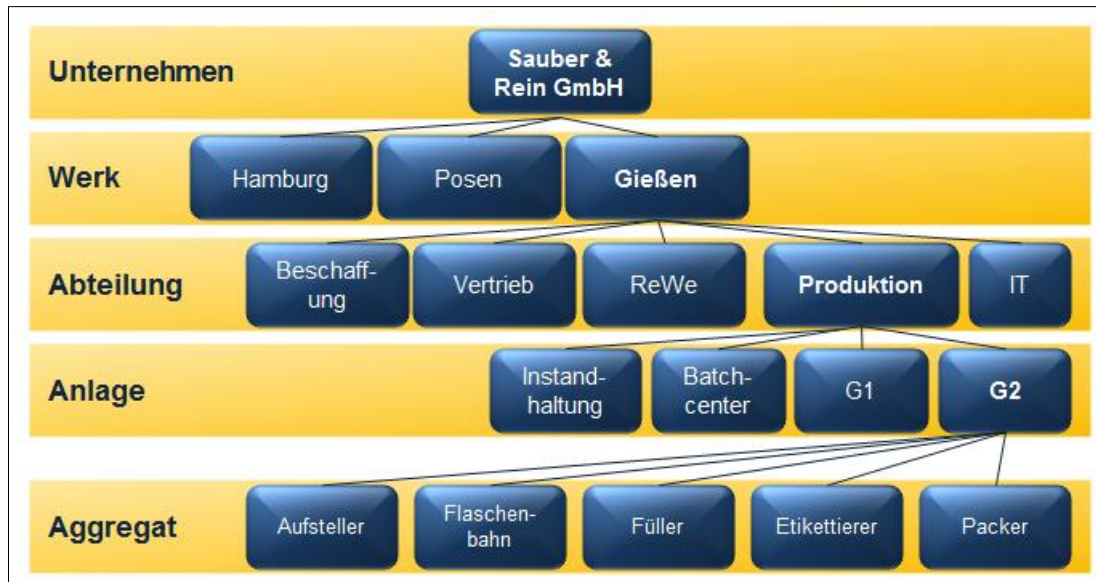 Unternehmen
Sauber &
Rein GmbH
Werk
Hamburg
Posen
Gießen
Abteilung
Beschaff-
ung
Vertrieb
ReWe
Produktion
IT
Anlage
Instand-
haltung
Batch-
center
G1
G2
Aggregat
Aufsteller
Flaschen-
bahn
Füller
Etikettierer
Packer